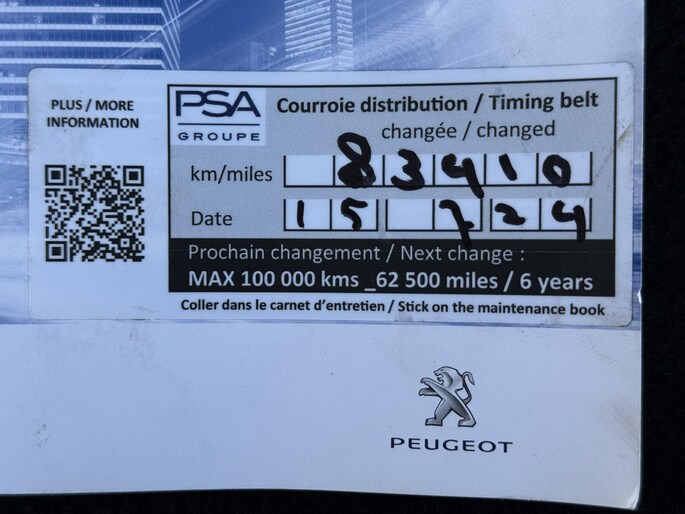 PLUS / MORE
INFORMATION
PSA
GROUPE
Courroie distribution / Timing belt
changée / changed
km/miles 83410
Date 15 7 24
Prochain changement / Next change :
MAX 100 000 kms _62 500 miles / 6 years
Coller dans le carnet d'entretien / Stick on the maintenance book
PEUGEOT